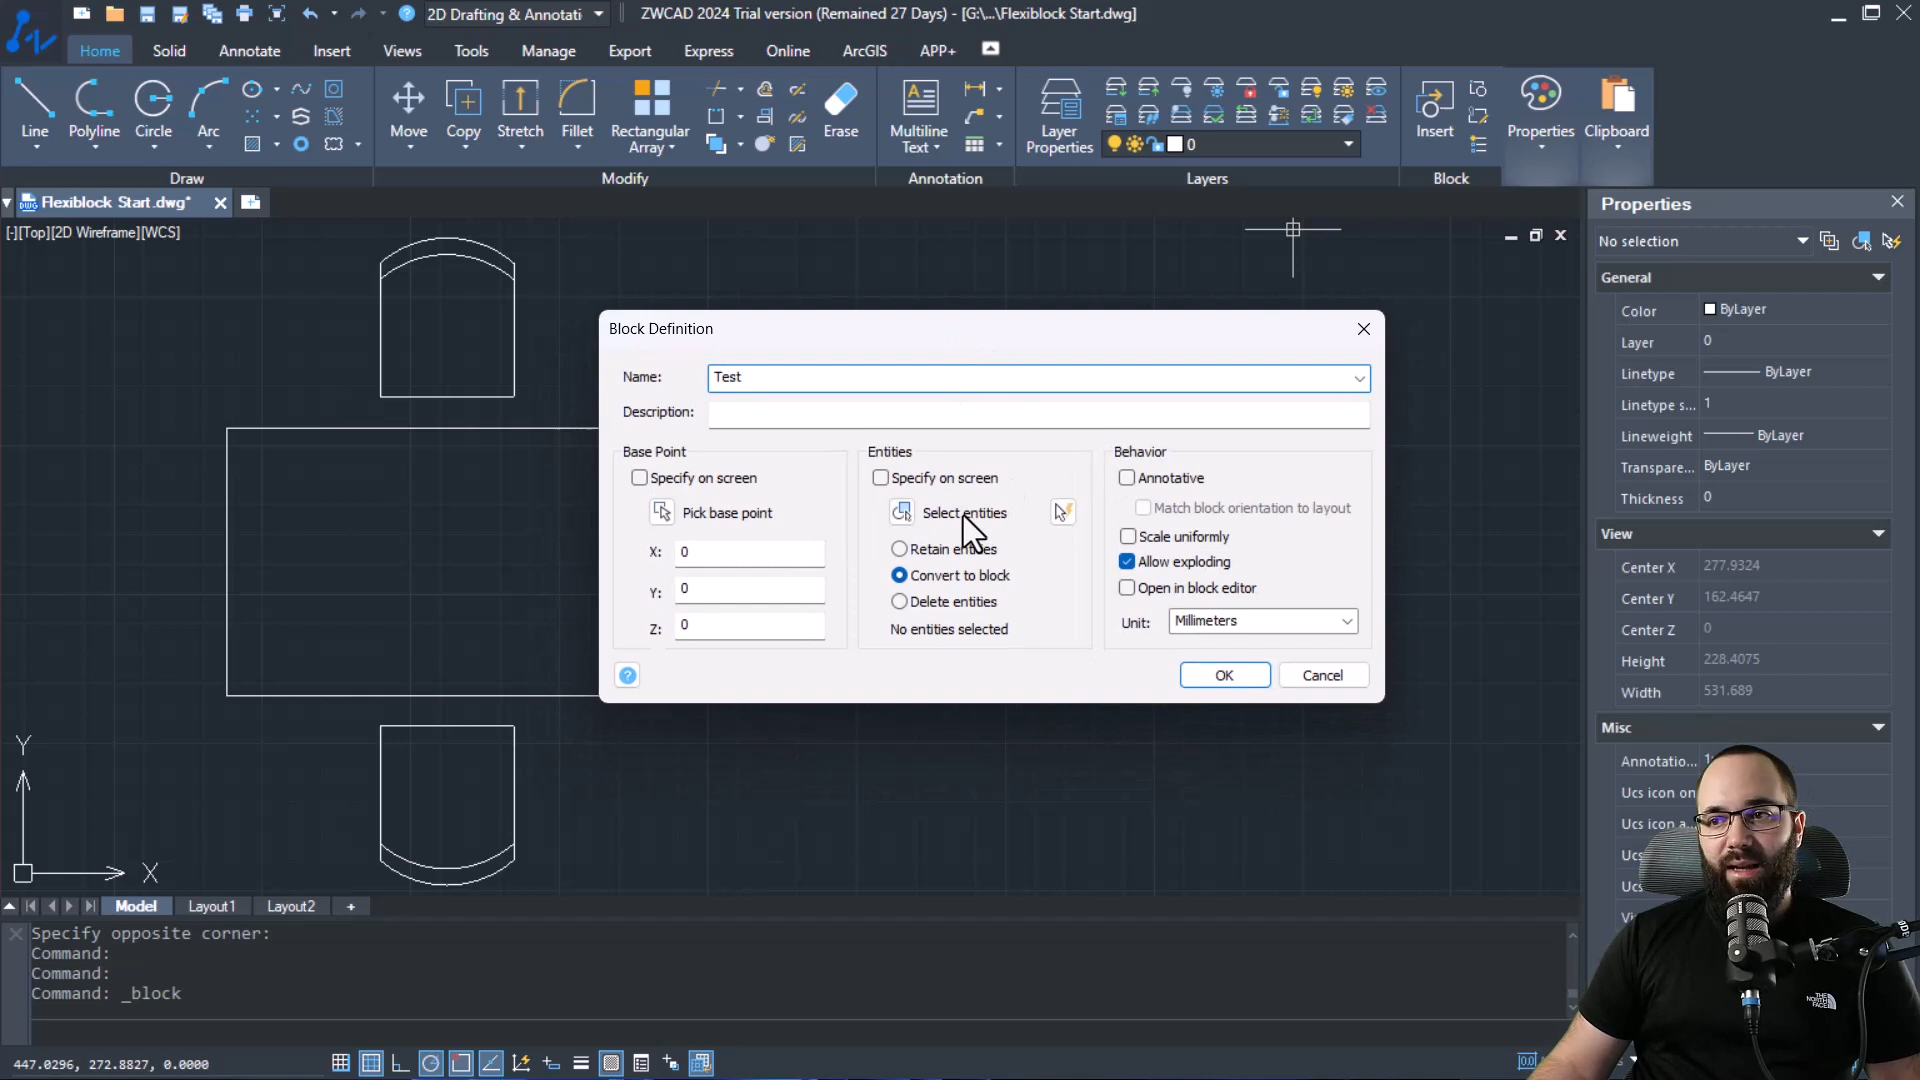 2D Drafting & Annotati
ZWCAD 2024 Trial version (Remained 27 Days) - [G:\...\Flexiblock Start.dwg]
Home Solid Annotate Insert Views Tools Manage Export Express Online ArcGIS APP+
Line Polyline Circle Arc
Move Copy Stretch Fillet Rectangular Array Erase
Multiline Text
Layer Properties
0
Insert Properties Clipboard
Draw Modify Annotation Layers Block
Flexiblock Start.dwg*
[-][Top][2D Wireframe][WCS]
Block Definition
Name: Test
Description:
Base Point
Specify on screen
Pick base point
X: 0
Y: 0
Z: 0
Entities
Specify on screen
Select entities
Retain entities
Convert to block
Delete entities
No entities selected
Behavior
Annotative
Match block orientation to layout
Scale uniformly
Allow exploding
Open in block editor
Unit: Millimeters
OK Cancel
Properties
No selection
General
Color ByLayer
Layer 0
Linetype ByLayer
Linetype s... 1
Lineweight ByLayer
Transpare... ByLayer
Thickness 0
View
Center X 277.9324
Center Y 162.4647
Center Z 0
Height 228.4075
Width 531.689
Misc
Annotatio...
Ucs icon on
Ucs icon a...
Ucs
Ucs
Y
X
Model Layout1 Layout2 +
Specify opposite corner:
Command:
Command:
Command: _block
447.0296, 272.8827, 0.0000
THE NORTH FACE